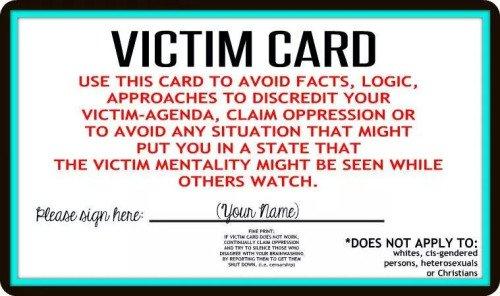 VICTIM CARD
USE THIS CARD TO AVOID FACTS, LOGIC,
APPROACHES TO DISCREDIT YOUR
VICTIM-AGENDA, CLAIM OPPRESSION OR
TO AVOID ANY SITUATION THAT MIGHT
PUT YOU IN A STATE THAT
THE VICTIM MENTALITY MIGHT BE SEEN WHILE
OTHERS WATCH.
Please sign here: (Your Name)
FINE PRINT:
IF VICTIM CARD DOES NOT WORK,
CONTINUALLY CLAIM OPPRESSION
AND TRY TO SILENCE THOSE WHO
DISAGREE WITH YOUR BRAINWASHING
BY REPORTING THEM TO GET THEM
SHUT DOWN. (i.e. censorship)
*DOES NOT APPLY TO:
whites, cis-gendered
persons, heterosexuals
or Christians